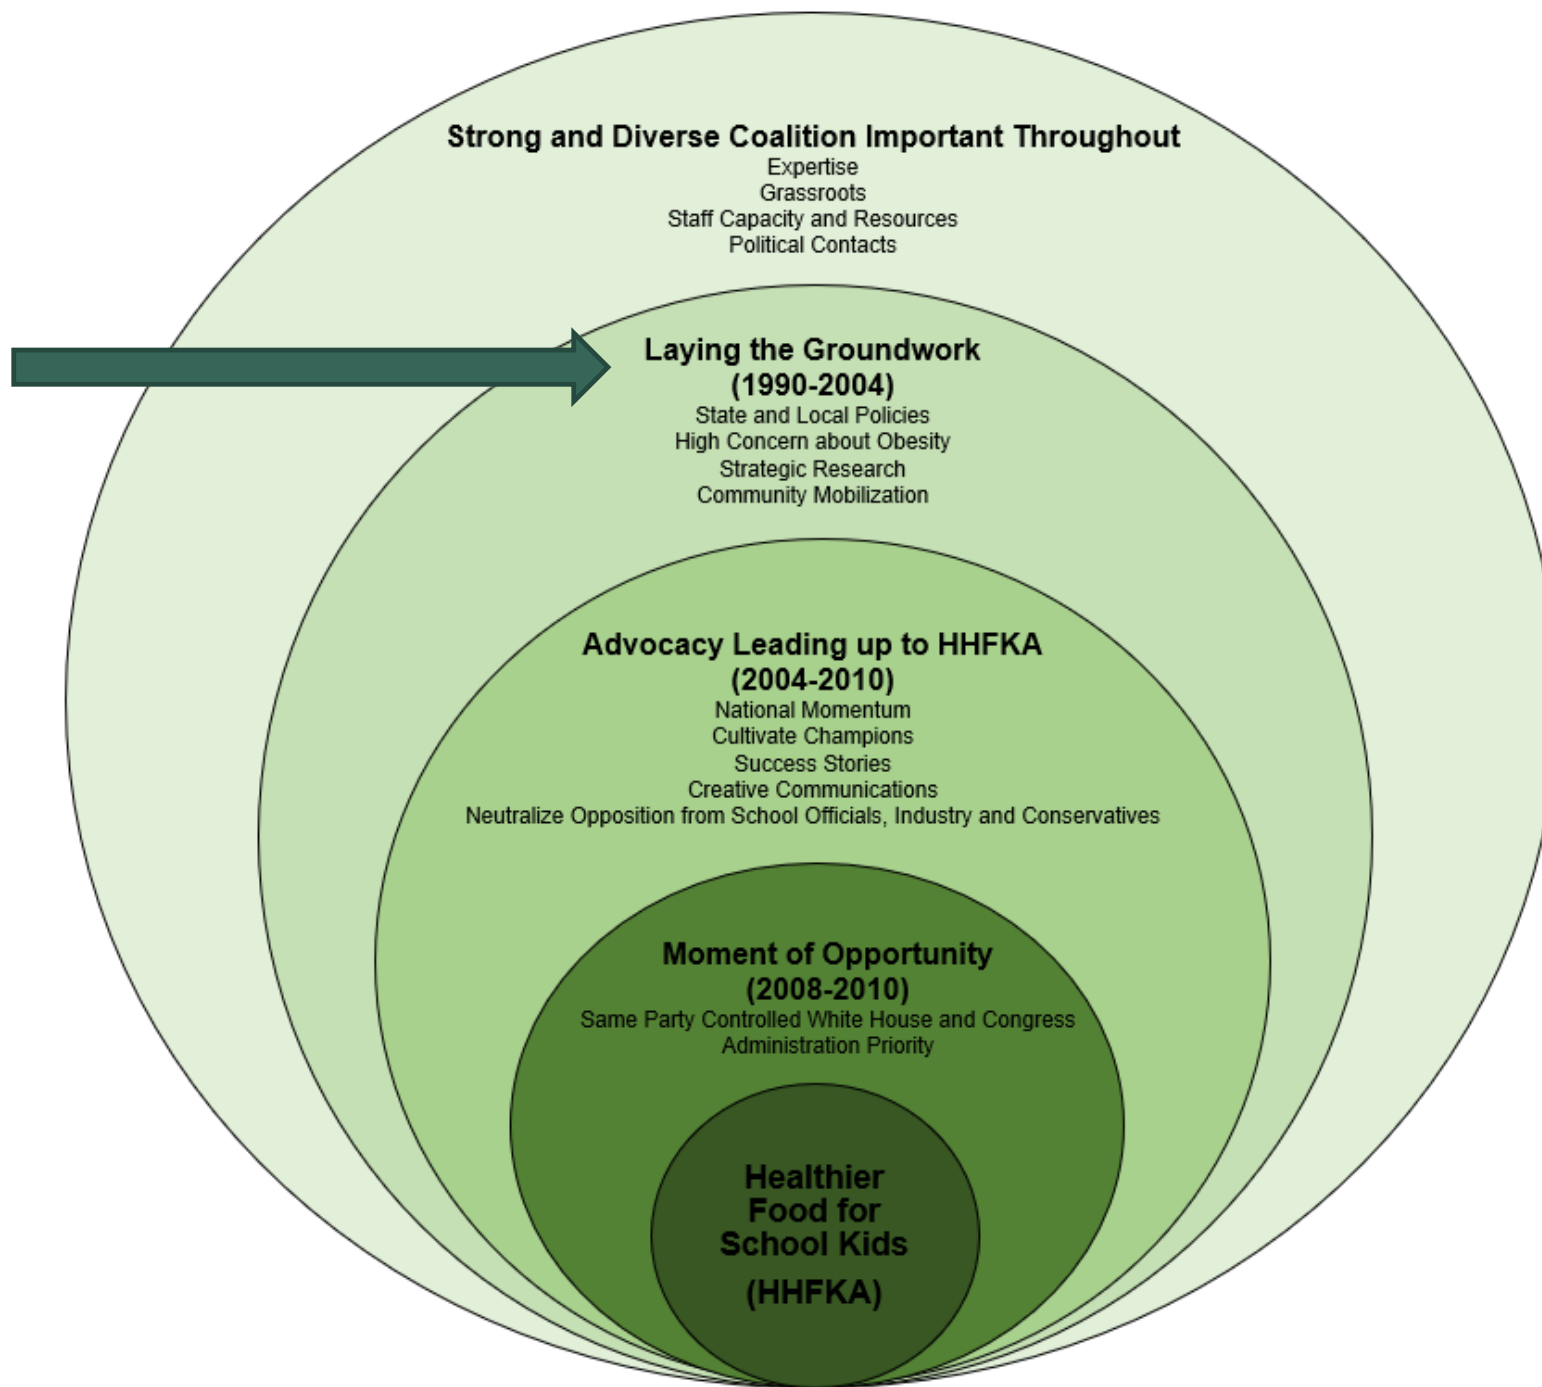 Strong and Diverse Coalition Important Throughout
Expertise
Grassroots
Staff Capacity and Resources
Political Contacts
Laying the Groundwork
(1990-2004)
State and Local Policies
High Concern about Obesity
Strategic Research
Community Mobilization
Advocacy Leading up to HHFKA
(2004-2010)
National Momentum
Cultivate Champions
Success Stories
Creative Communications
Neutralize Opposition from School Officials, Industry and Conservatives
Moment of Opportunity
(2008-2010)
Same Party Controlled White House and Congress
Administration Priority
Healthier
Food for
School Kids
(HHFKA)